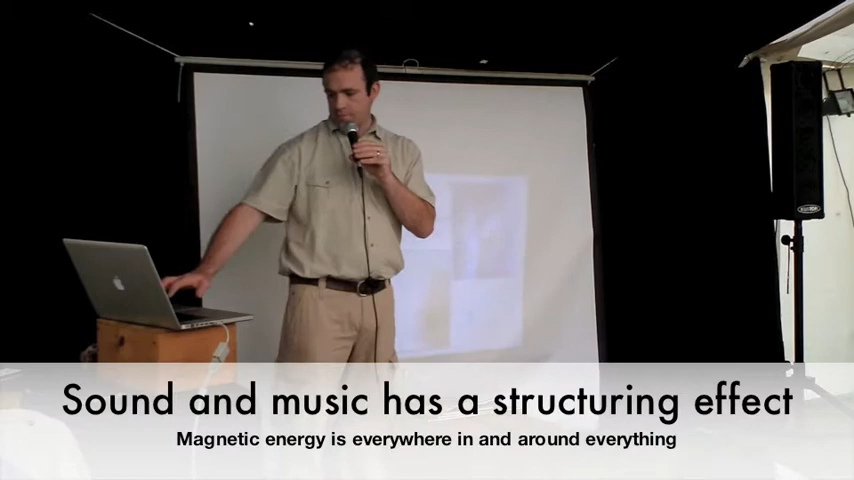 Sound and music has a structuring effect
Magnetic energy is everywhere in and around everything